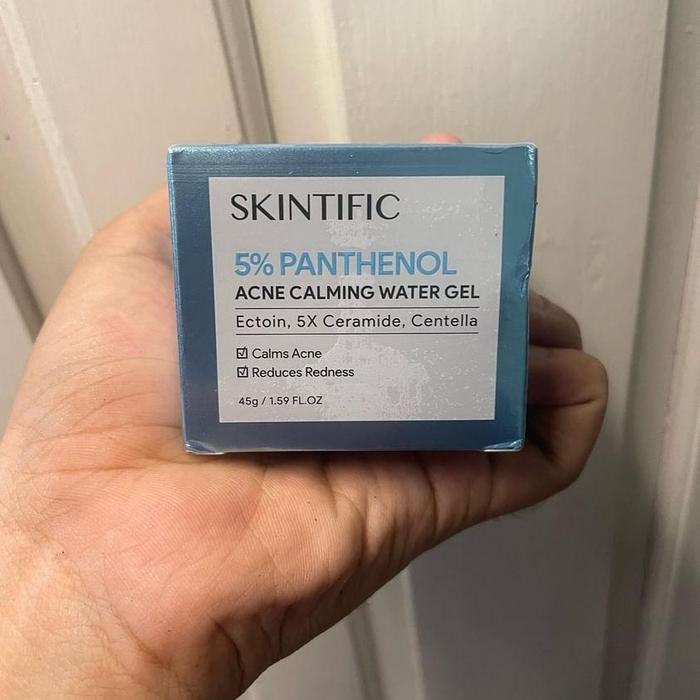 SKINTIFIC
5% PANTHENOL
ACNE CALMING WATER GEL
Ectoin, 5X Ceramide, Centella
☑ Calms Acne
☑ Reduces Redness
45g / 1.59 FL.OZ